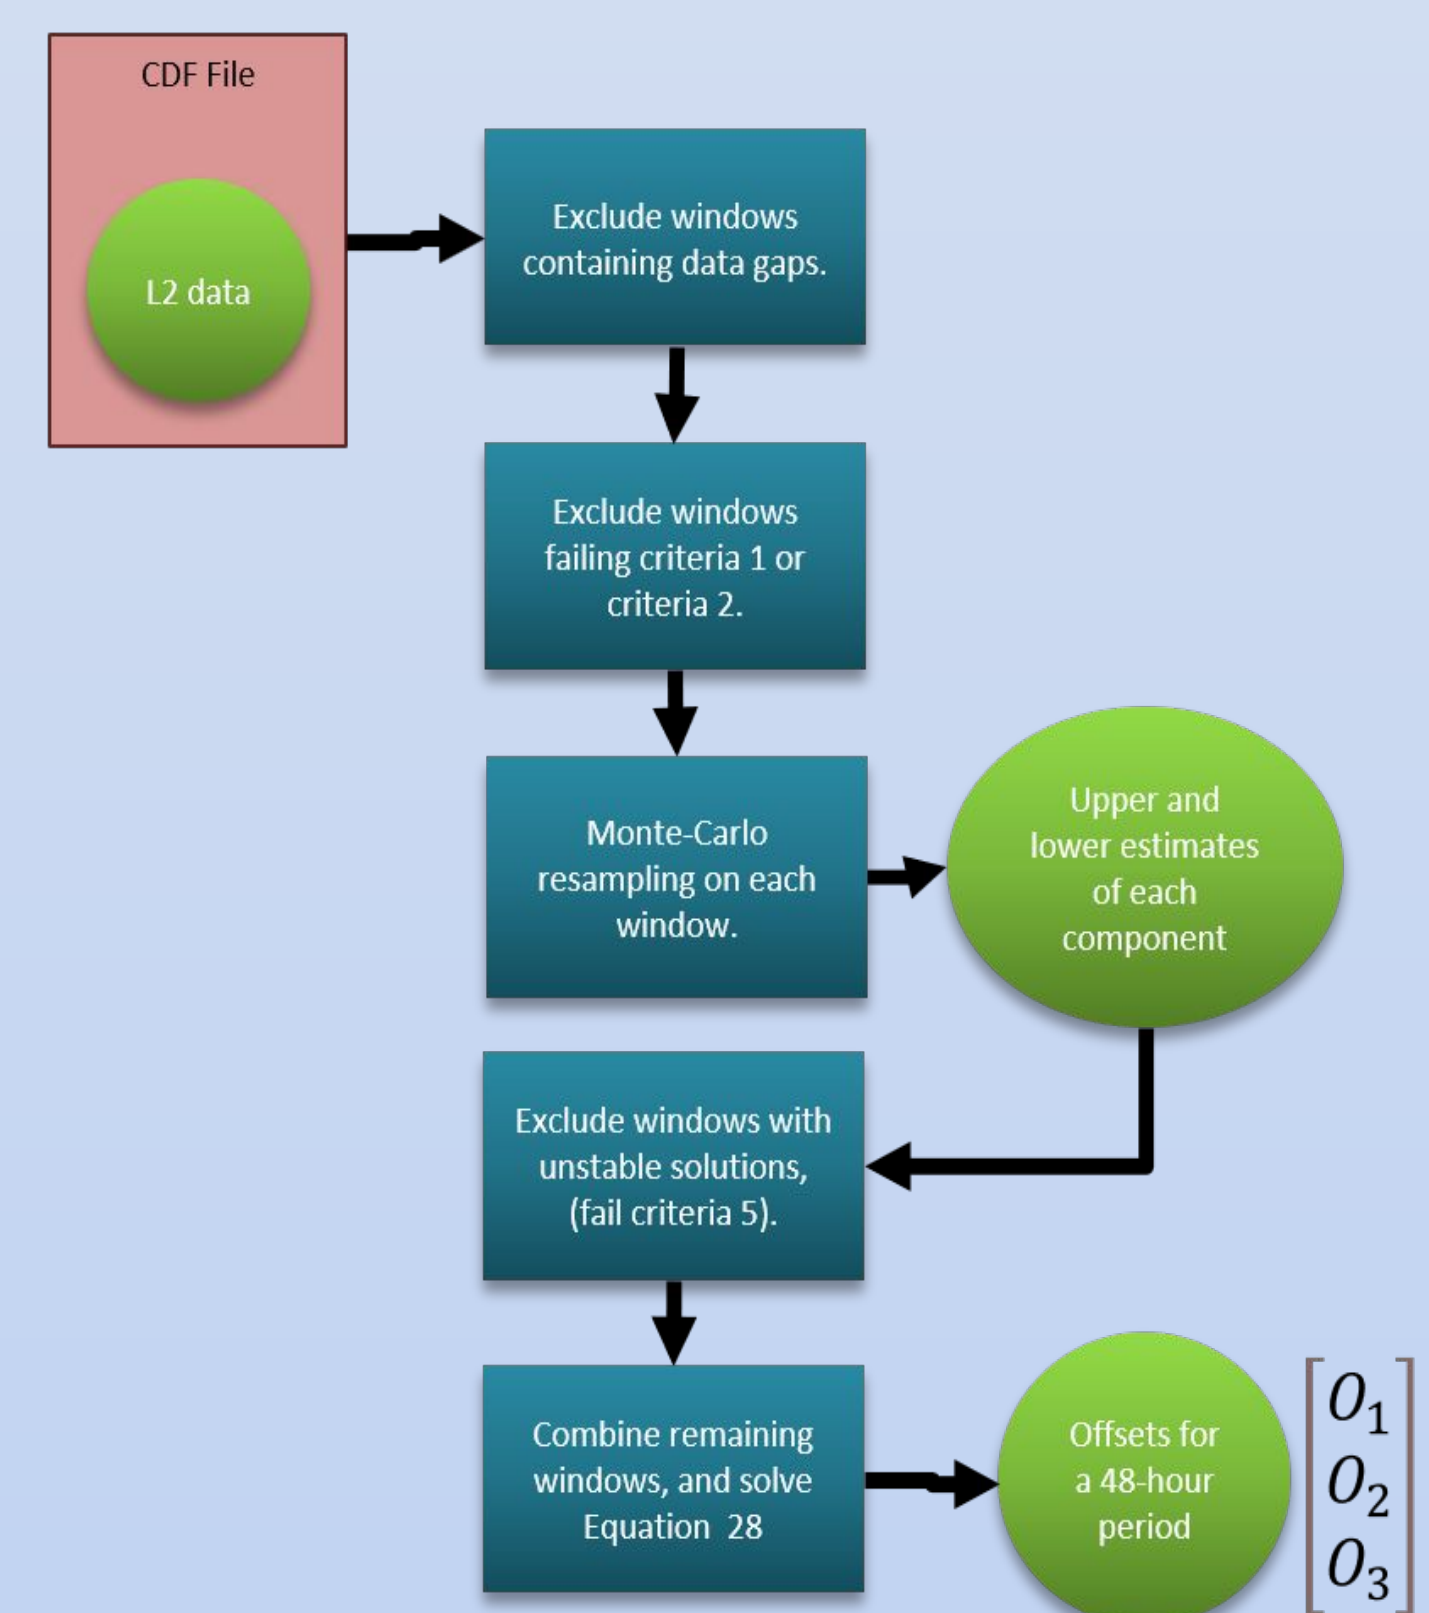 CDF File
L2 data
Exclude windows
containing data gaps.
Exclude windows
failing criteria 1 or
criteria 2.
Monte-Carlo
resampling on each
window.
Upper and
lower estimates
of each
component
Exclude windows with
unstable solutions,
(fail criteria 5).
Combine remaining
windows, and solve
Equation 28
Offsets for
a 48-hour
period
O₁
O₂
O₃